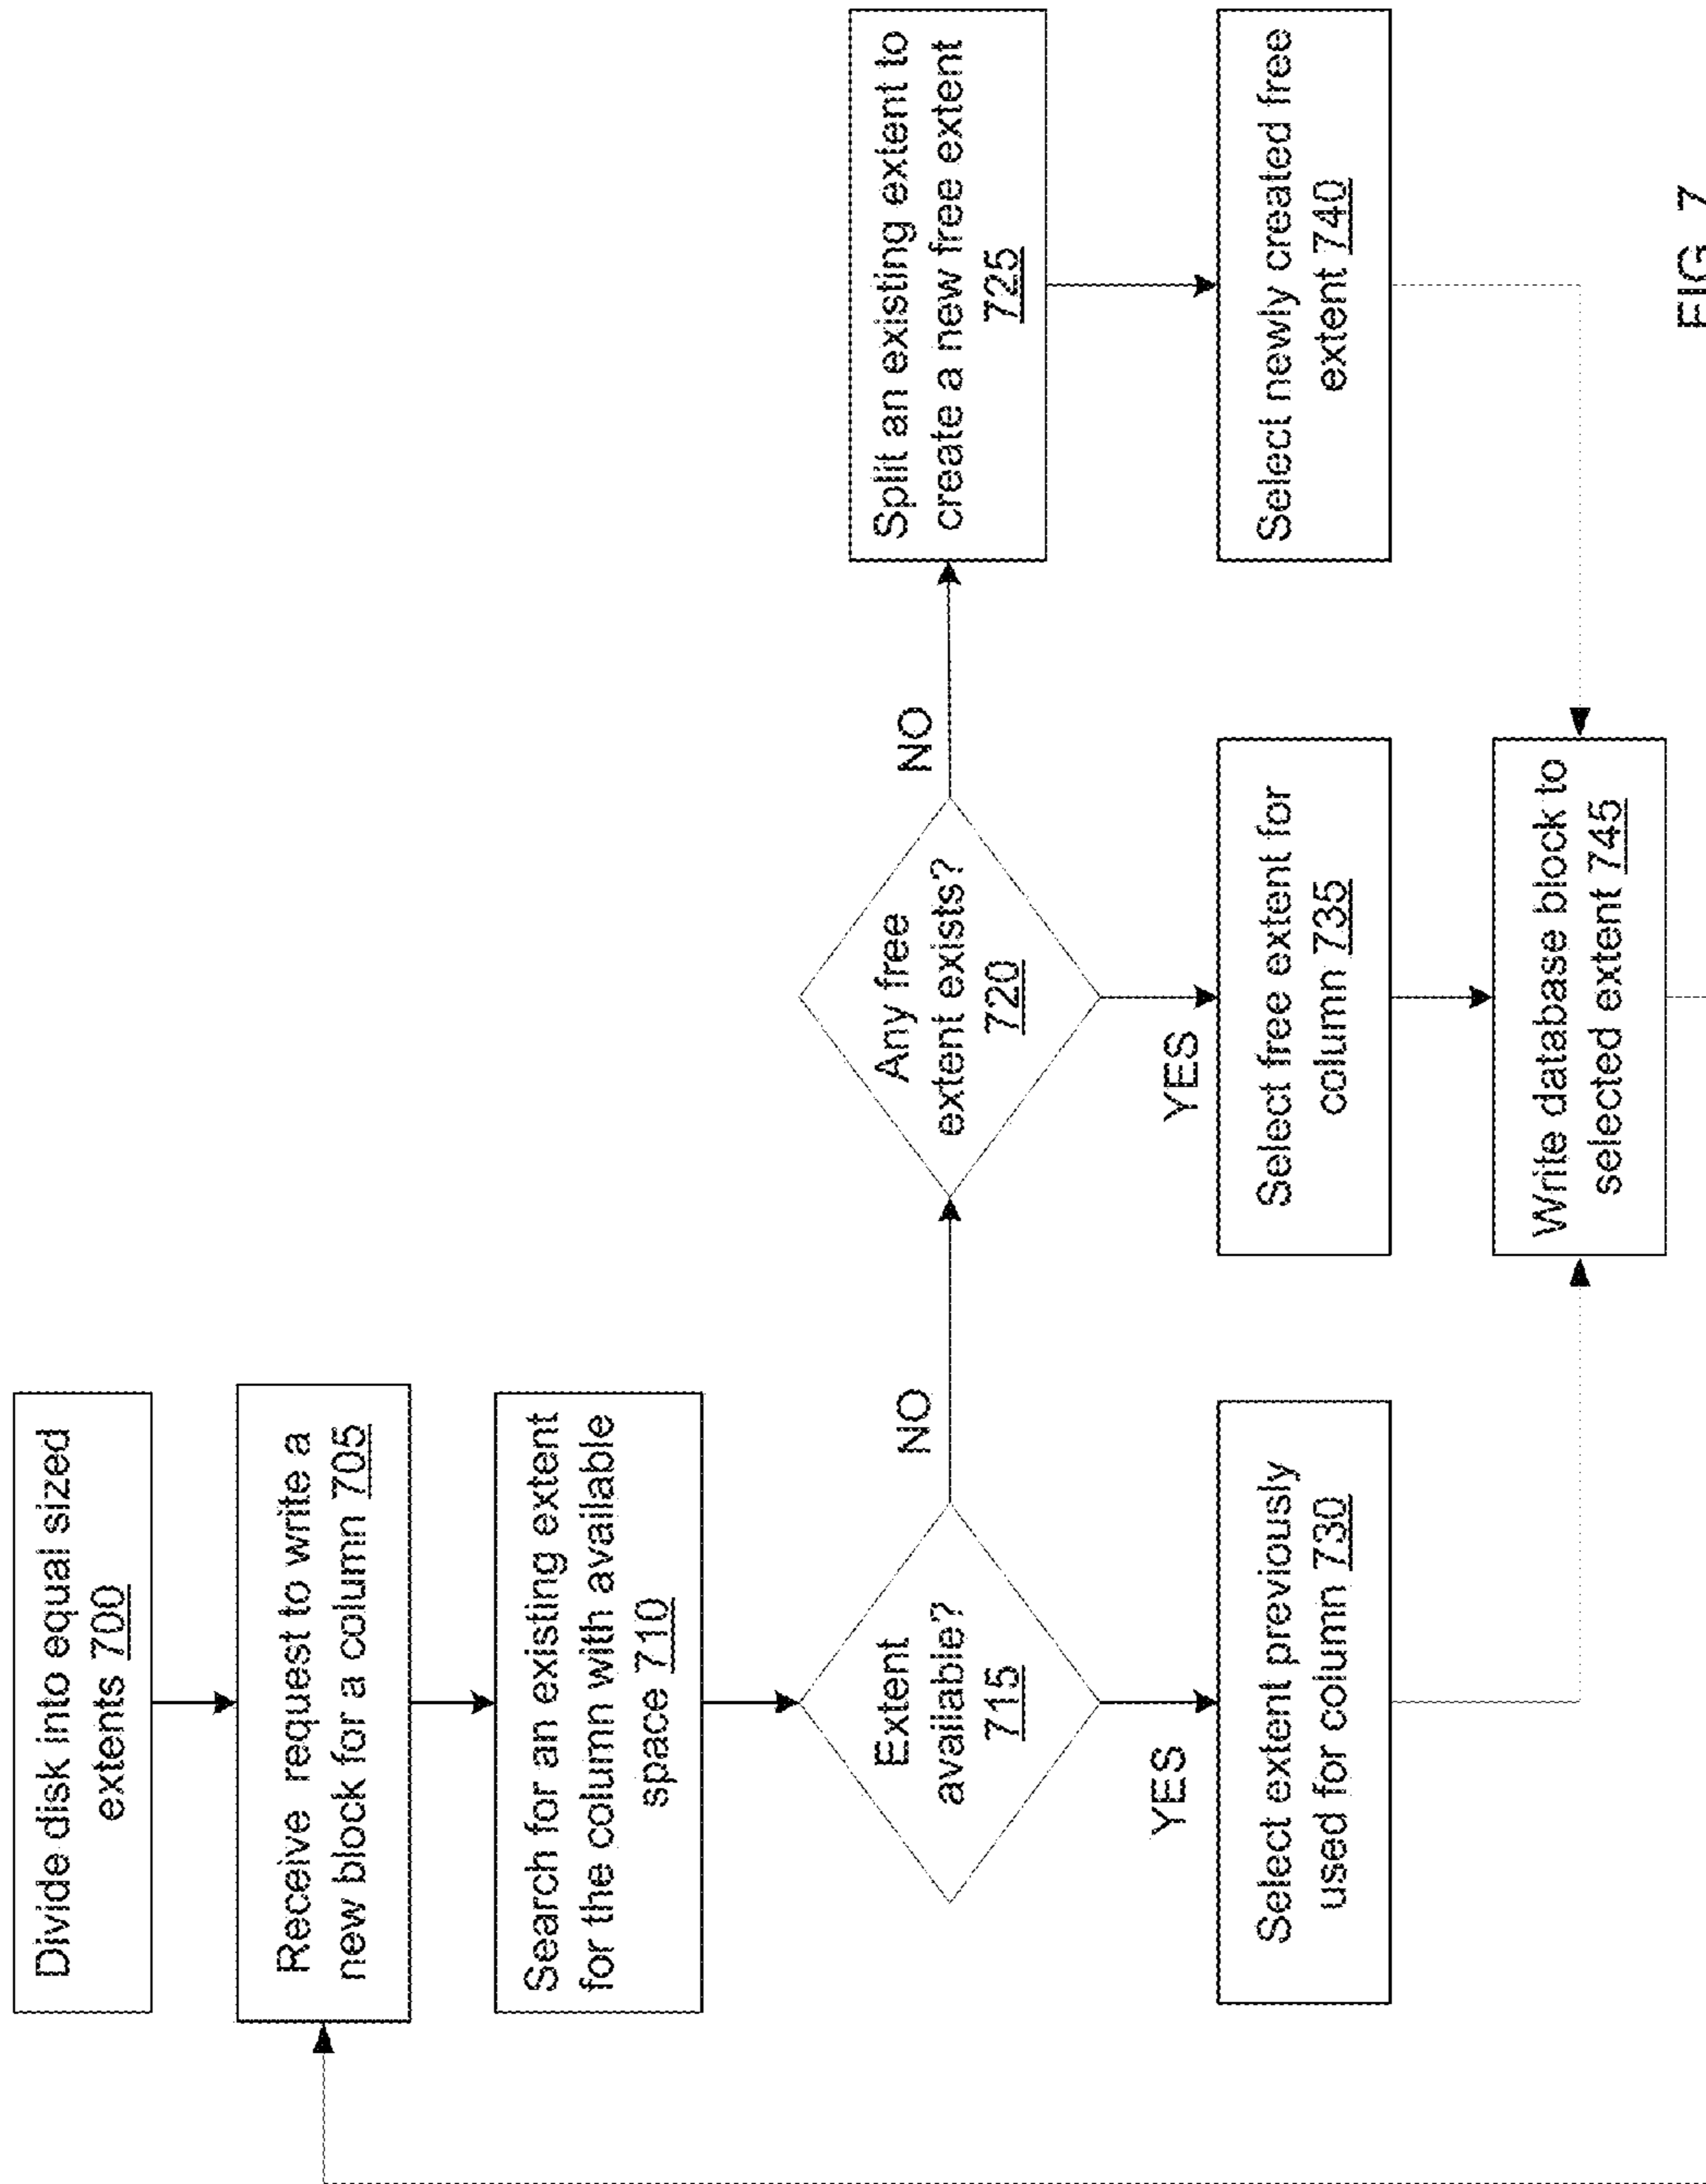 Divide disk into equal sized
extents 700
Receive request to write a
new block for a column 705
Search for an existing extent
for the column with available
space 710
Extent
available?
715
NO
YES
Any free
extent exists?
720
NO
YES
Split an existing extent to
create a new free extent
725
Select extent previously
used for column 730
Select free extent for
column 735
Select newly created free
extent 740
Write database block to
selected extent 745
FIG. 7